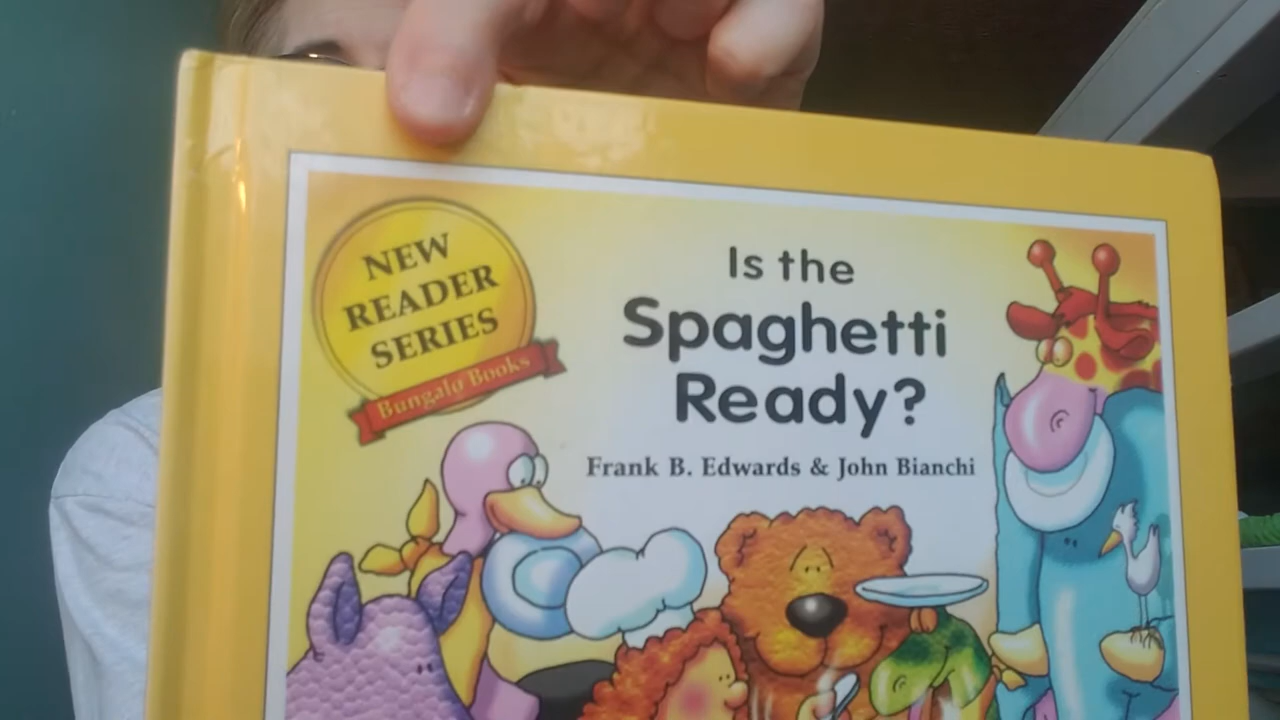 NEW
READER
SERIES
Bungalo Books
Is the
Spaghetti
Ready?
Frank B. Edwards & John Bianchi